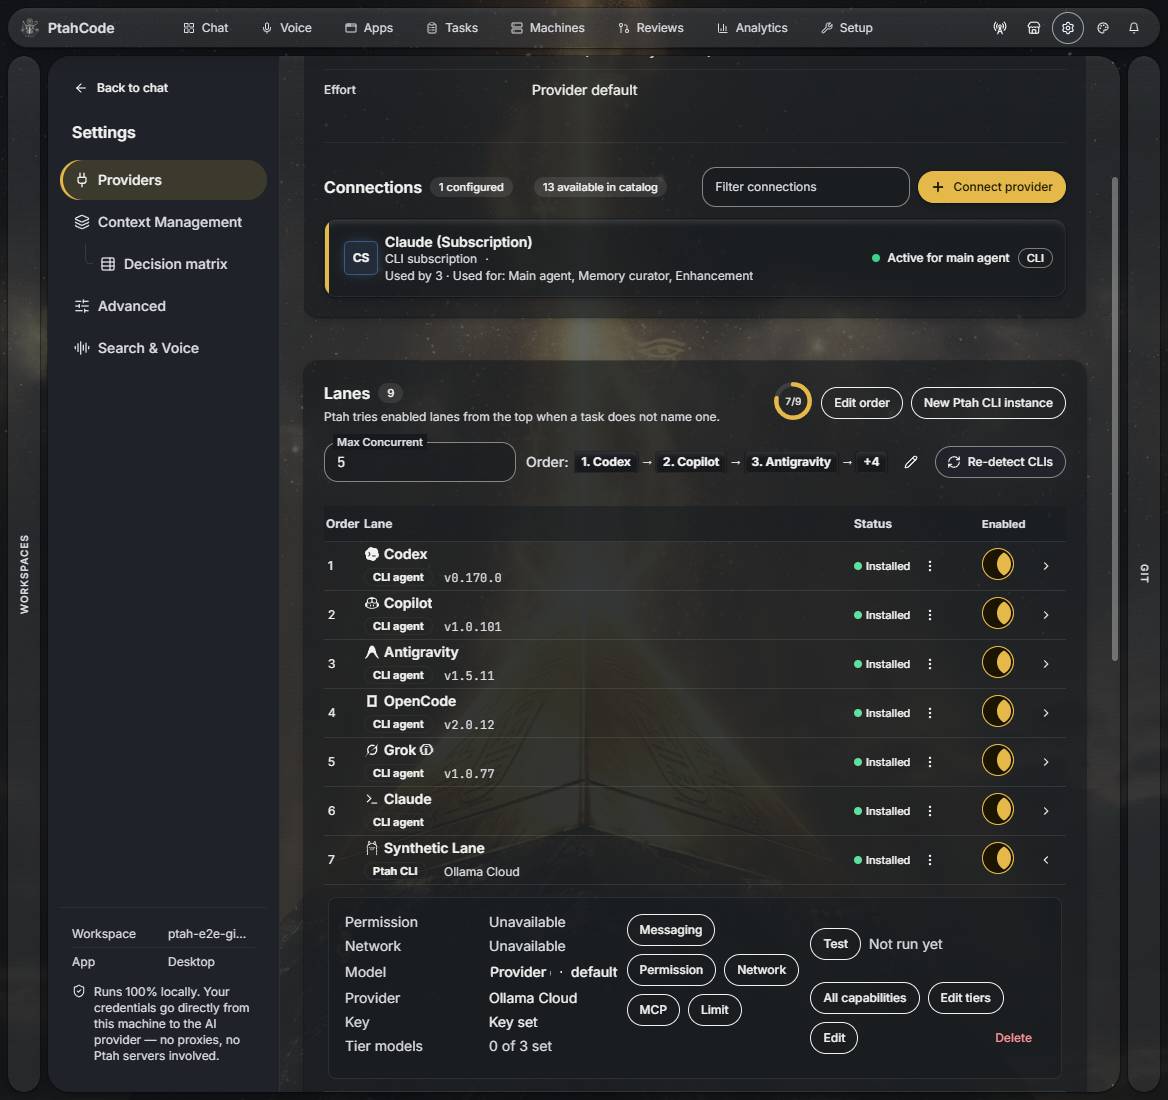 PtahCode
Chat
Voice
Apps
Tasks
Machines
Reviews
Analytics
Setup
WORKSPACES
Back to chat
Settings
Providers
Context Management
Decision matrix
Advanced
Search & Voice
Workspace ptah-e2e-gi...
App Desktop
Runs 100% locally. Your
credentials go directly from
this machine to the AI
provider — no proxies, no
Ptah servers involved.
Effort Provider default
Connections 1 configured 13 available in catalog
Filter connections
+ Connect provider
CS
Claude (Subscription)
CLI subscription ·
Used by 3 · Used for: Main agent, Memory curator, Enhancement
Active for main agent CLI
Lanes 9
Ptah tries enabled lanes from the top when a task does not name one.
7/9
Edit order
New Ptah CLI instance
Max Concurrent
5
Order: 1. Codex → 2. Copilot → 3. Antigravity → +4
Re-detect CLIs
Order Lane Status Enabled
1 Codex Installed
CLI agent v0.170.0
2 Copilot Installed
CLI agent v1.0.101
3 Antigravity Installed
CLI agent v1.5.11
4 OpenCode Installed
CLI agent v2.0.12
5 Grok Installed
CLI agent v1.0.77
6 Claude Installed
CLI agent
7 Synthetic Lane Installed
Ptah CLI Ollama Cloud
Permission Unavailable
Network Unavailable
Model Provider · default
Provider Ollama Cloud
Key Key set
Tier models 0 of 3 set
Messaging
Permission Network
MCP Limit
Test Not run yet
All capabilities Edit tiers
Edit Delete
GIT